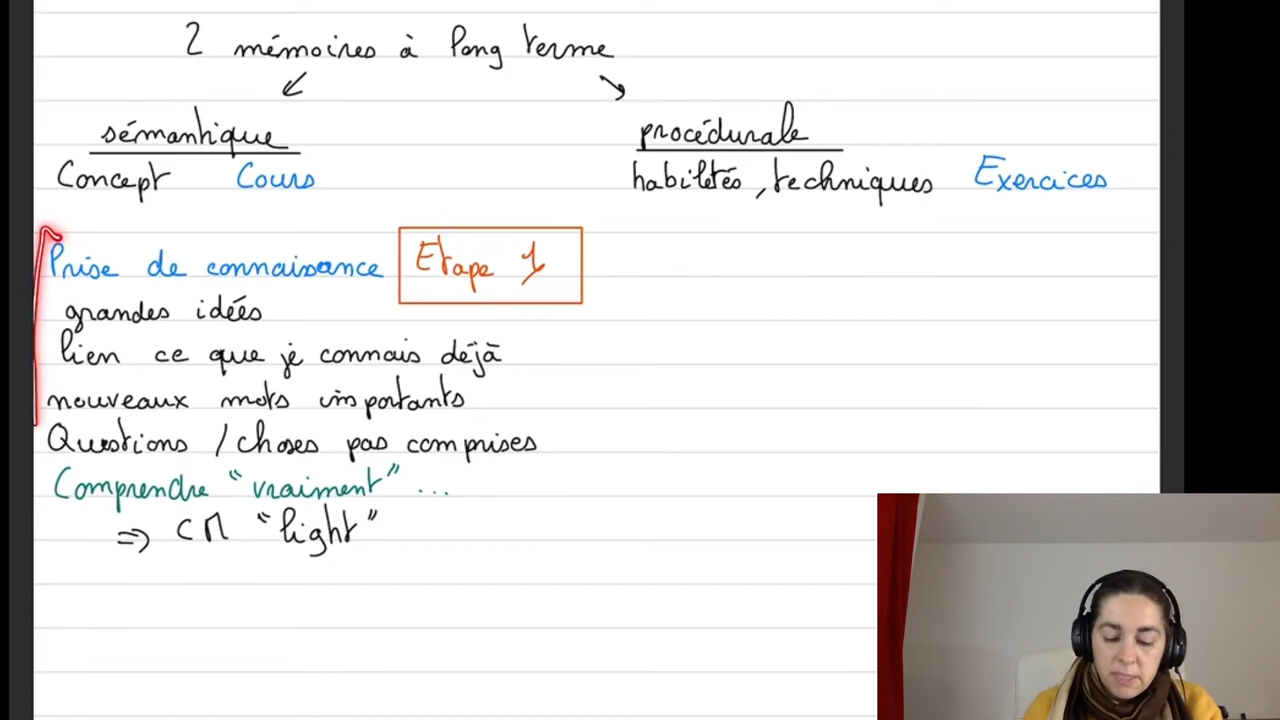 2 mémoires à long terme
sémantique
procédurale
Concept Cours
habiletés, techniques Exercices
Prise de connaissance Etape 1
grandes idées
lien ce que je connais déjà
nouveaux mots importants
Questions / choses pas comprises
Comprendre "vraiment" ...
=> CM "light"